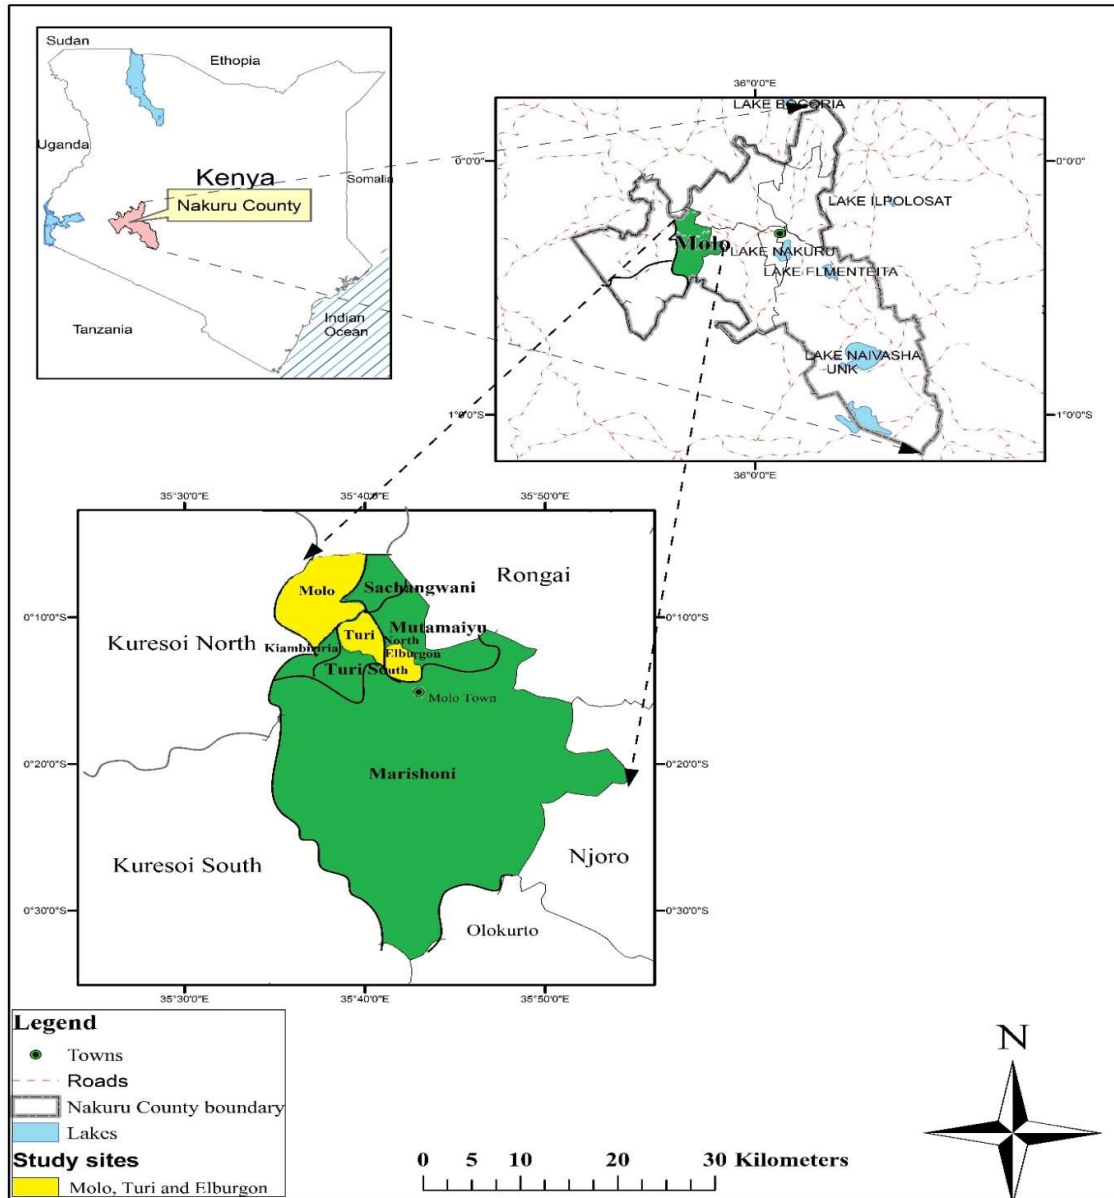 Sudan
Ethiopia
Uganda
Kenya
Somalia
Nakuru County
Tanzania
Indian
Ocean
36°0'0"E
LAKE BOGORIA
0°0'0"
0°0'0"
LAKE ILPOLOSAT
Molo
LAKE NAKURU
LAKE ELMENTEITA
LAKE NAIVASHA
UNK
1°0'0"S
1°0'0"S
36°0'0"E
35°30'0"E
35°40'0"E
35°50'0"E
Rongai
Molo
Sachangwani
0°10'0"S
0°10'0"S
Kuresoi North
Turi
Mutamaiyu
North
Kiambiriria
Elburgon
Turi South
Molo Town
0°20'0"S
0°20'0"S
Marishoni
Kuresoi South
Njoro
0°30'0"S
0°30'0"S
Olokurto
35°30'0"E
35°40'0"E
35°50'0"E
Legend
Towns
Roads
Nakuru County boundary
Lakes
Study sites
Molo, Turi and Elburgon
N
0 5 10 20 30 Kilometers